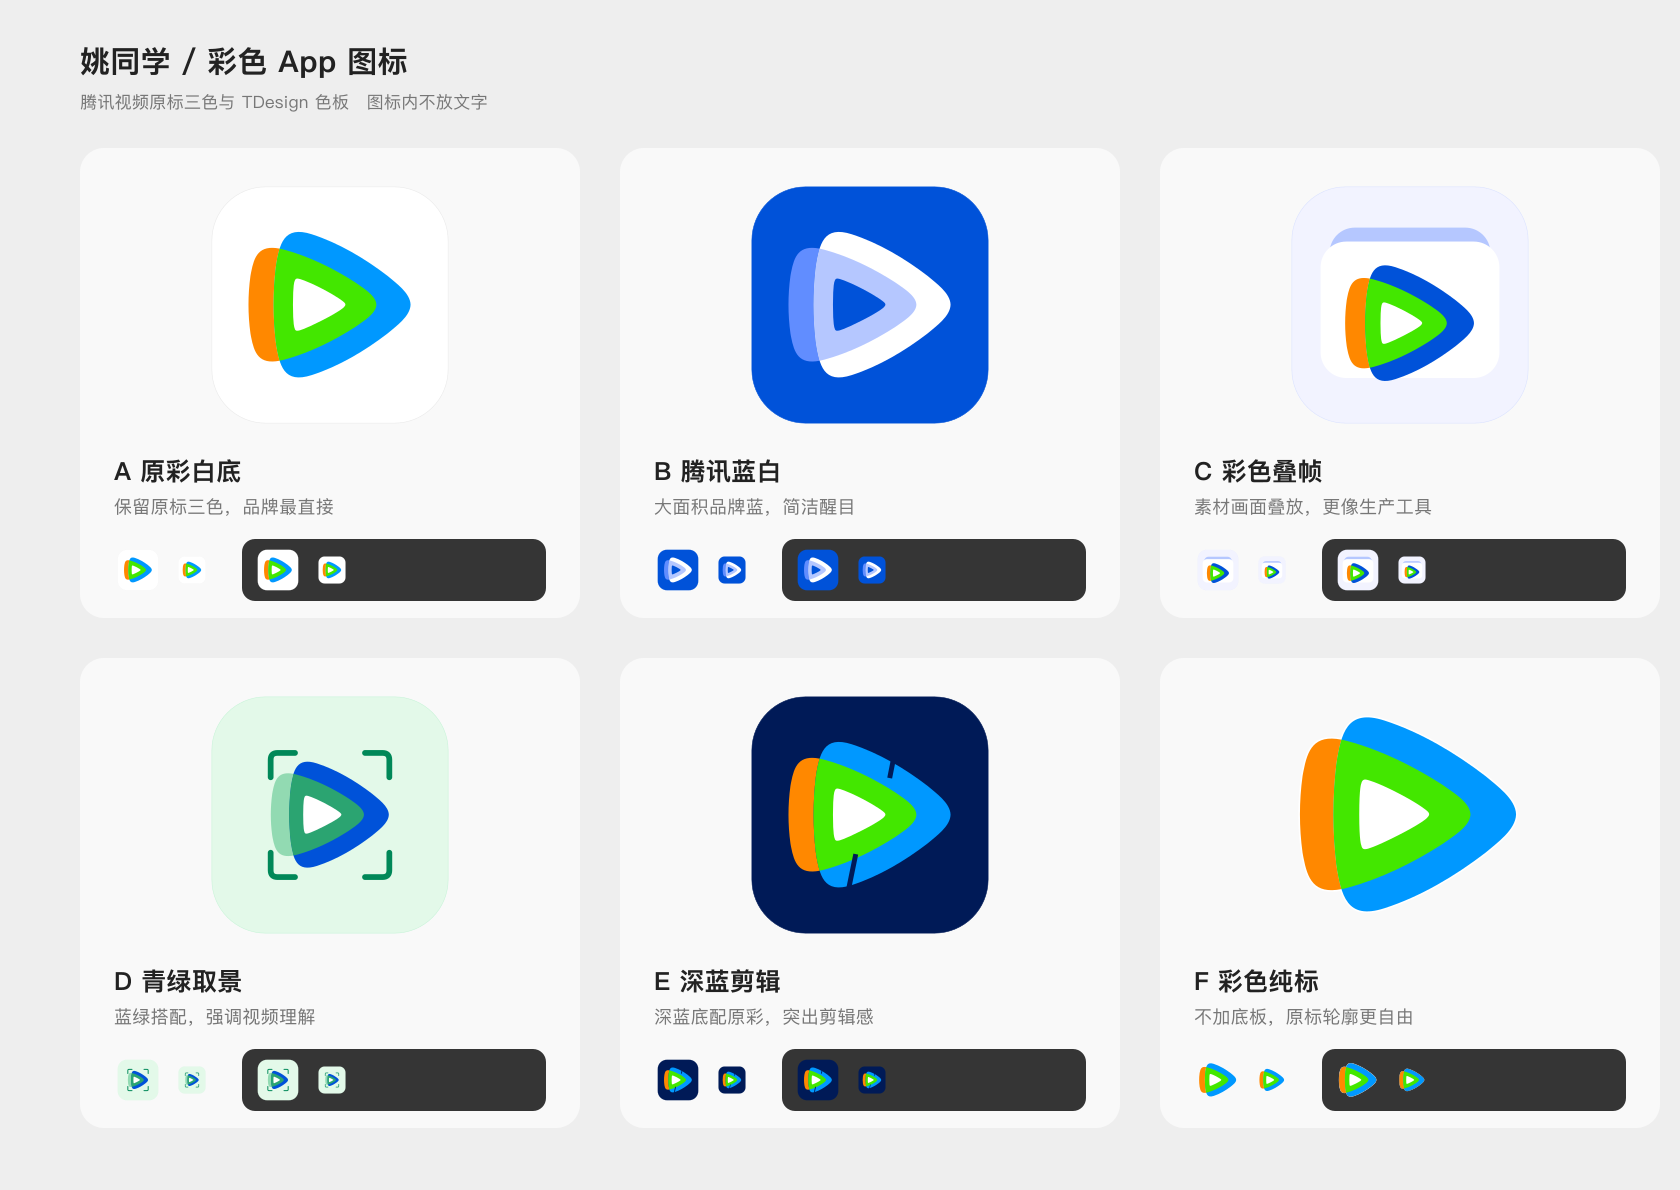 姚同学 / 彩色 App 图标
腾讯视频原标三色与 TDesign 色板　图标内不放文字
A 原彩白底
保留原标三色，品牌最直接
B 腾讯蓝白
大面积品牌蓝，简洁醒目
C 彩色叠帧
素材画面叠放，更像生产工具
D 青绿取景
蓝绿搭配，强调视频理解
E 深蓝剪辑
深蓝底配原彩，突出剪辑感
F 彩色纯标
不加底板，原标轮廓更自由